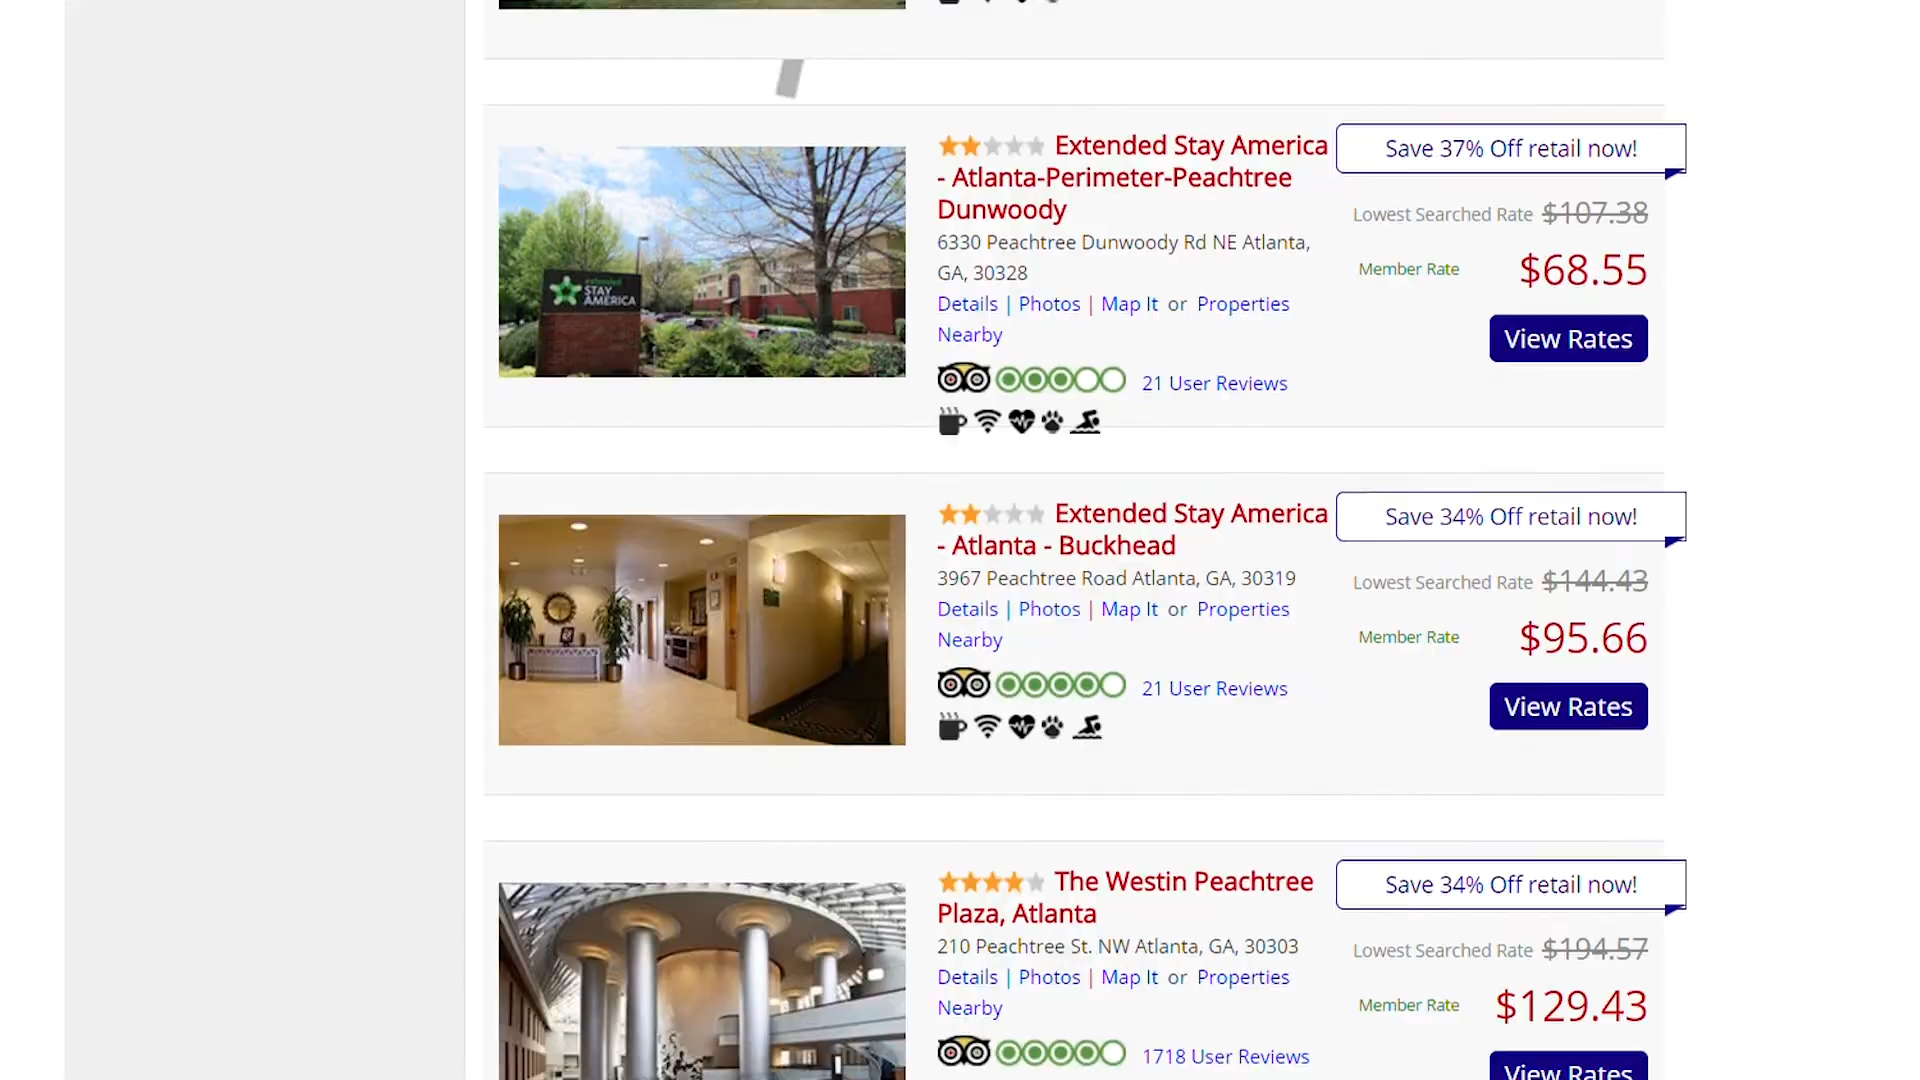 Extended Stay America
- Atlanta-Perimeter-Peachtree
Dunwoody
6330 Peachtree Dunwoody Rd NE Atlanta,
GA, 30328
Details | Photos | Map It or Properties
Nearby
21 User Reviews
Save 37% Off retail now!
Lowest Searched Rate $107.38
Member Rate $68.55
View Rates
extended
STAY
AMERICA
Extended Stay America
- Atlanta - Buckhead
3967 Peachtree Road Atlanta, GA, 30319
Details | Photos | Map It or Properties
Nearby
21 User Reviews
Save 34% Off retail now!
Lowest Searched Rate $144.43
Member Rate $95.66
View Rates
The Westin Peachtree
Plaza, Atlanta
210 Peachtree St. NW Atlanta, GA, 30303
Details | Photos | Map It or Properties
Nearby
1718 User Reviews
Save 34% Off retail now!
Lowest Searched Rate $194.57
Member Rate $129.43
View Rates